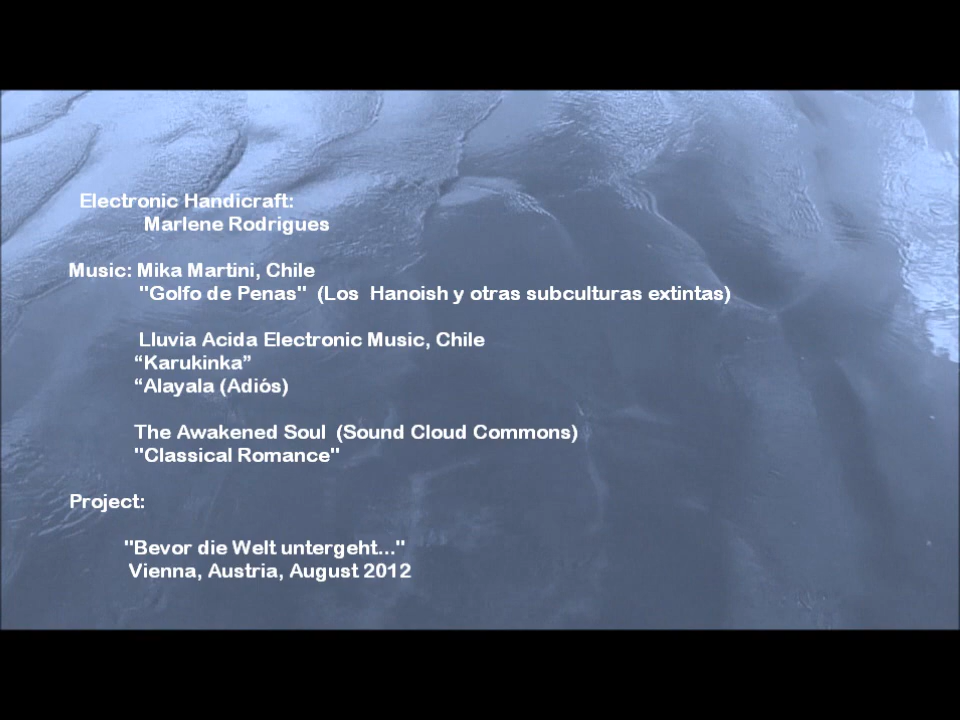 Electronic Handicraft:
Marlene Rodrigues
Music: Mika Martini, Chile
"Golfo de Penas" (Los Hanoish y otras subculturas extintas)
Lluvia Acida Electronic Music, Chile
“Karukinka”
“Alayala (Adiós)
The Awakened Soul (Sound Cloud Commons)
"Classical Romance"
Project:
"Bevor die Welt untergeht..."
Vienna, Austria, August 2012